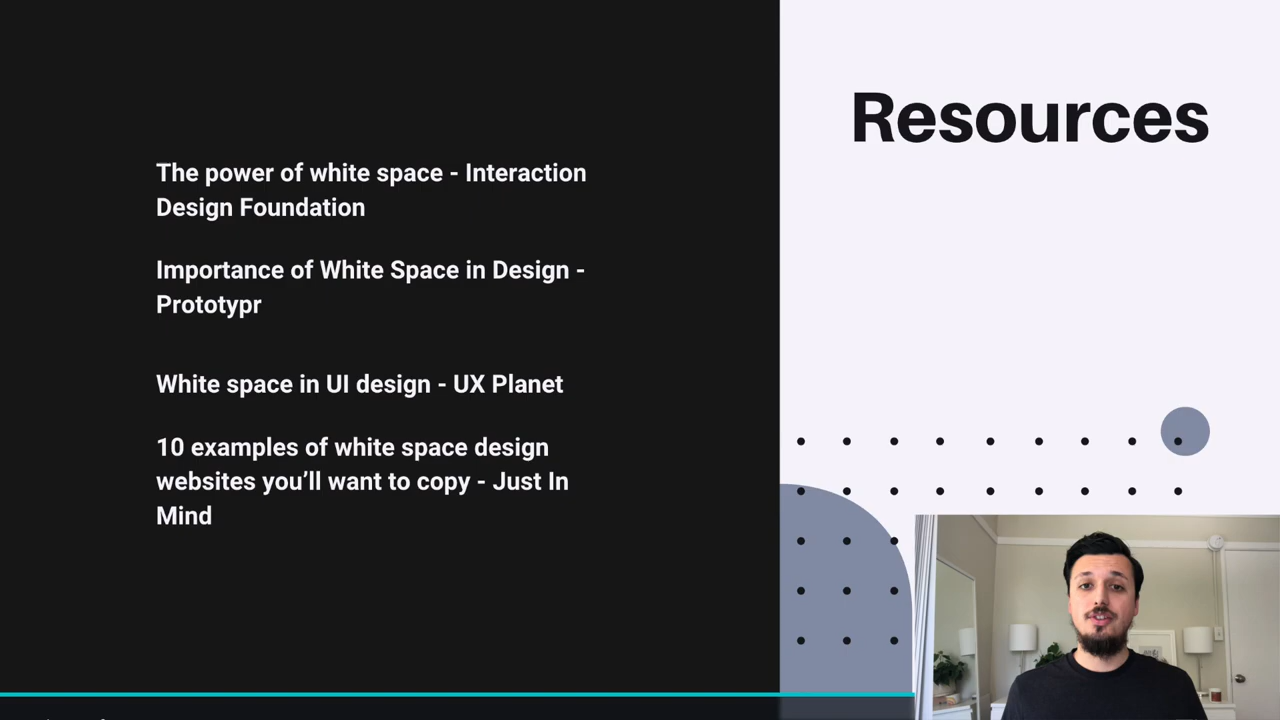 Resources
The power of white space - Interaction
Design Foundation
Importance of White Space in Design -
Prototypr
White space in UI design - UX Planet
10 examples of white space design
websites you’ll want to copy - Just In
Mind